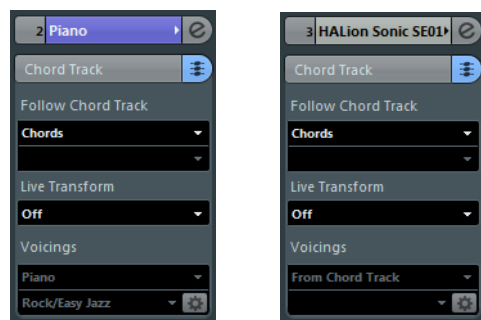 2 Piano
Chord Track
Follow Chord Track
Chords
Live Transform
Off
Voicings
Piano
Rock/Easy Jazz
3 HALion Sonic SE01
Chord Track
Follow Chord Track
Chords
Live Transform
Off
Voicings
From Chord Track